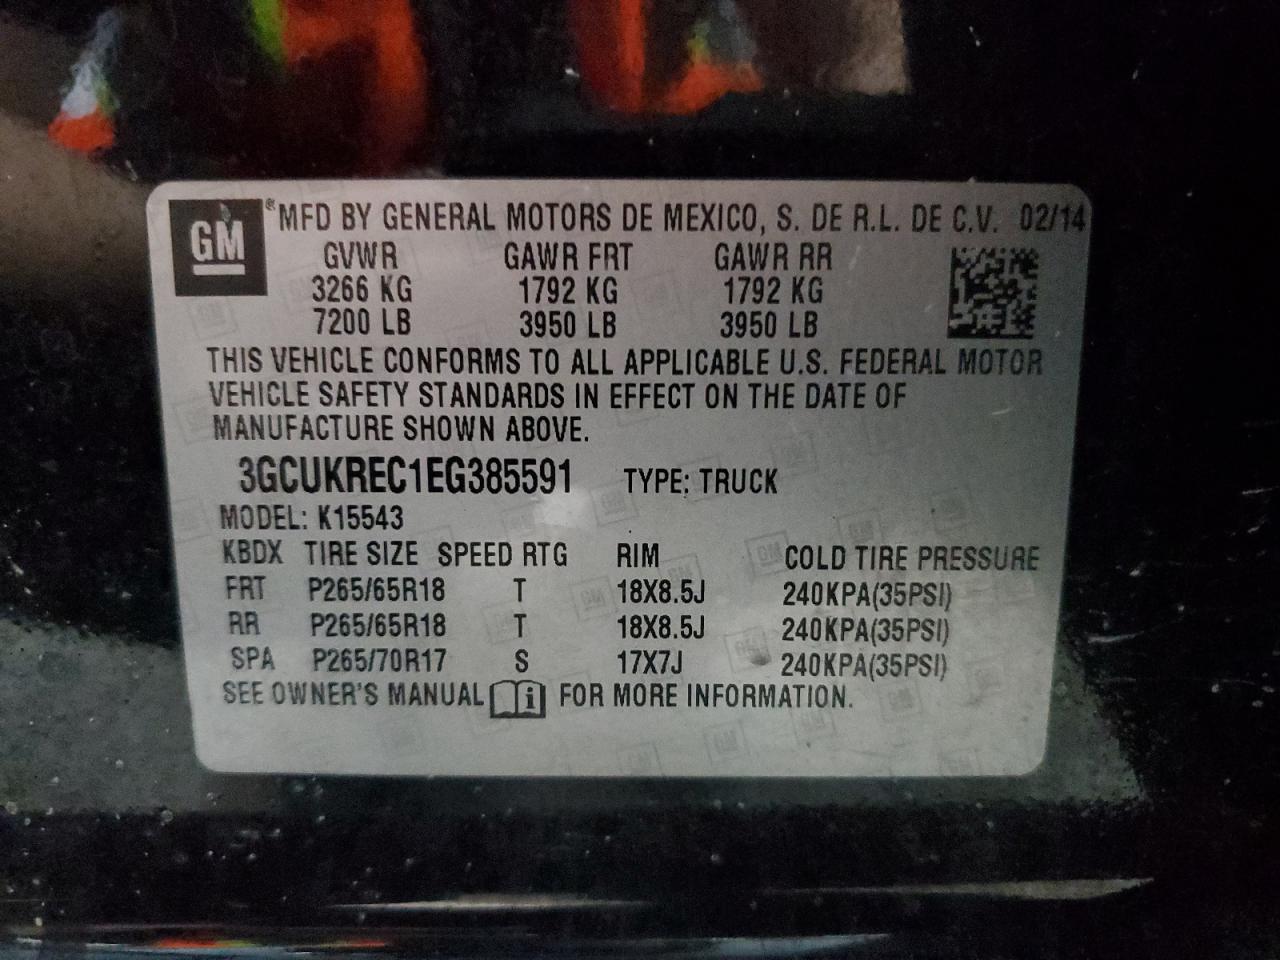 GM ® MFD BY GENERAL MOTORS DE MEXICO, S. DE R.L. DE C.V. 02/14
GVWR GAWR FRT GAWR RR
3266 KG 1792 KG 1792 KG
7200 LB 3950 LB 3950 LB
THIS VEHICLE CONFORMS TO ALL APPLICABLE U.S. FEDERAL MOTOR
VEHICLE SAFETY STANDARDS IN EFFECT ON THE DATE OF
MANUFACTURE SHOWN ABOVE.
3GCUKREC1EG385591 TYPE: TRUCK
MODEL: K15543
KBDX TIRE SIZE SPEED RTG RIM COLD TIRE PRESSURE
FRT P265/65R18 T 18X8.5J 240KPA(35PSI)
RR P265/65R18 T 18X8.5J 240KPA(35PSI)
SPA P265/70R17 S 17X7J 240KPA(35PSI)
SEE OWNER'S MANUAL i FOR MORE INFORMATION.